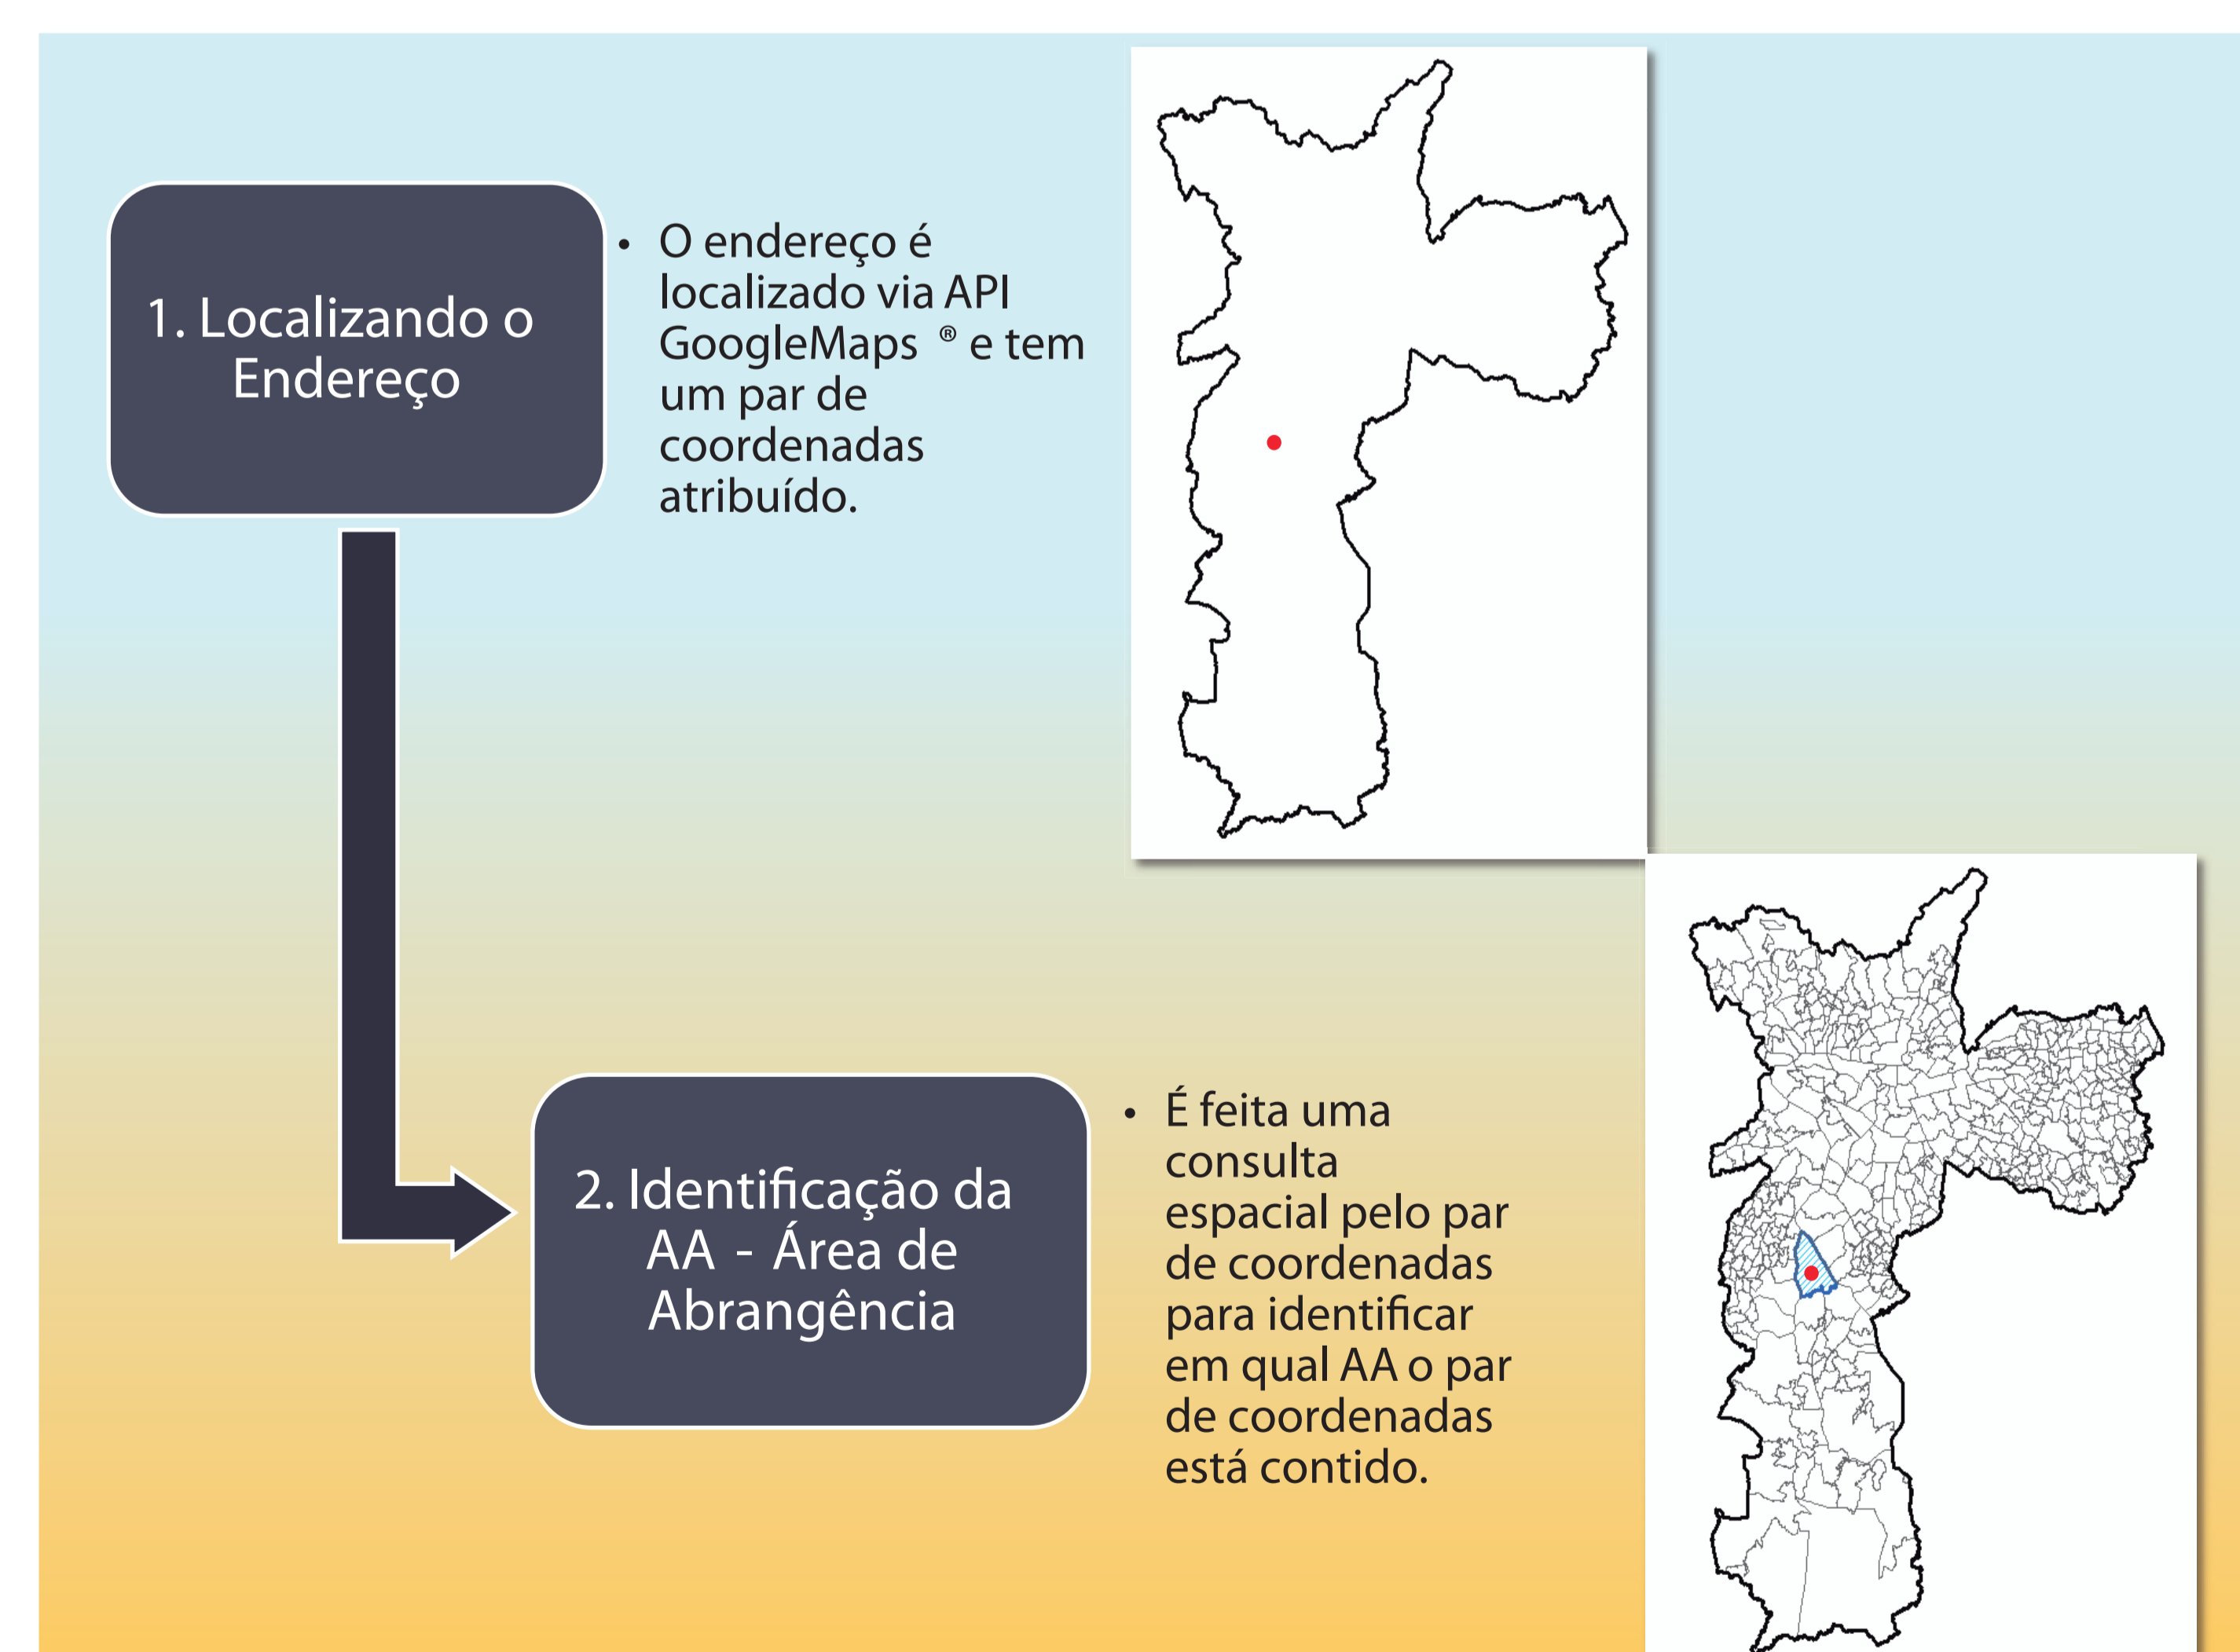 1. Localizando o
Endereço
• O endereço é
localizado via API
GoogleMaps ® e tem
um par de
coordenadas
atribuído.
2. Identificação da
AA - Área de
Abrangência
• É feita uma
consulta
espacial pelo par
de coordenadas
para identificar
em qual AA o par
de coordenadas
está contido.